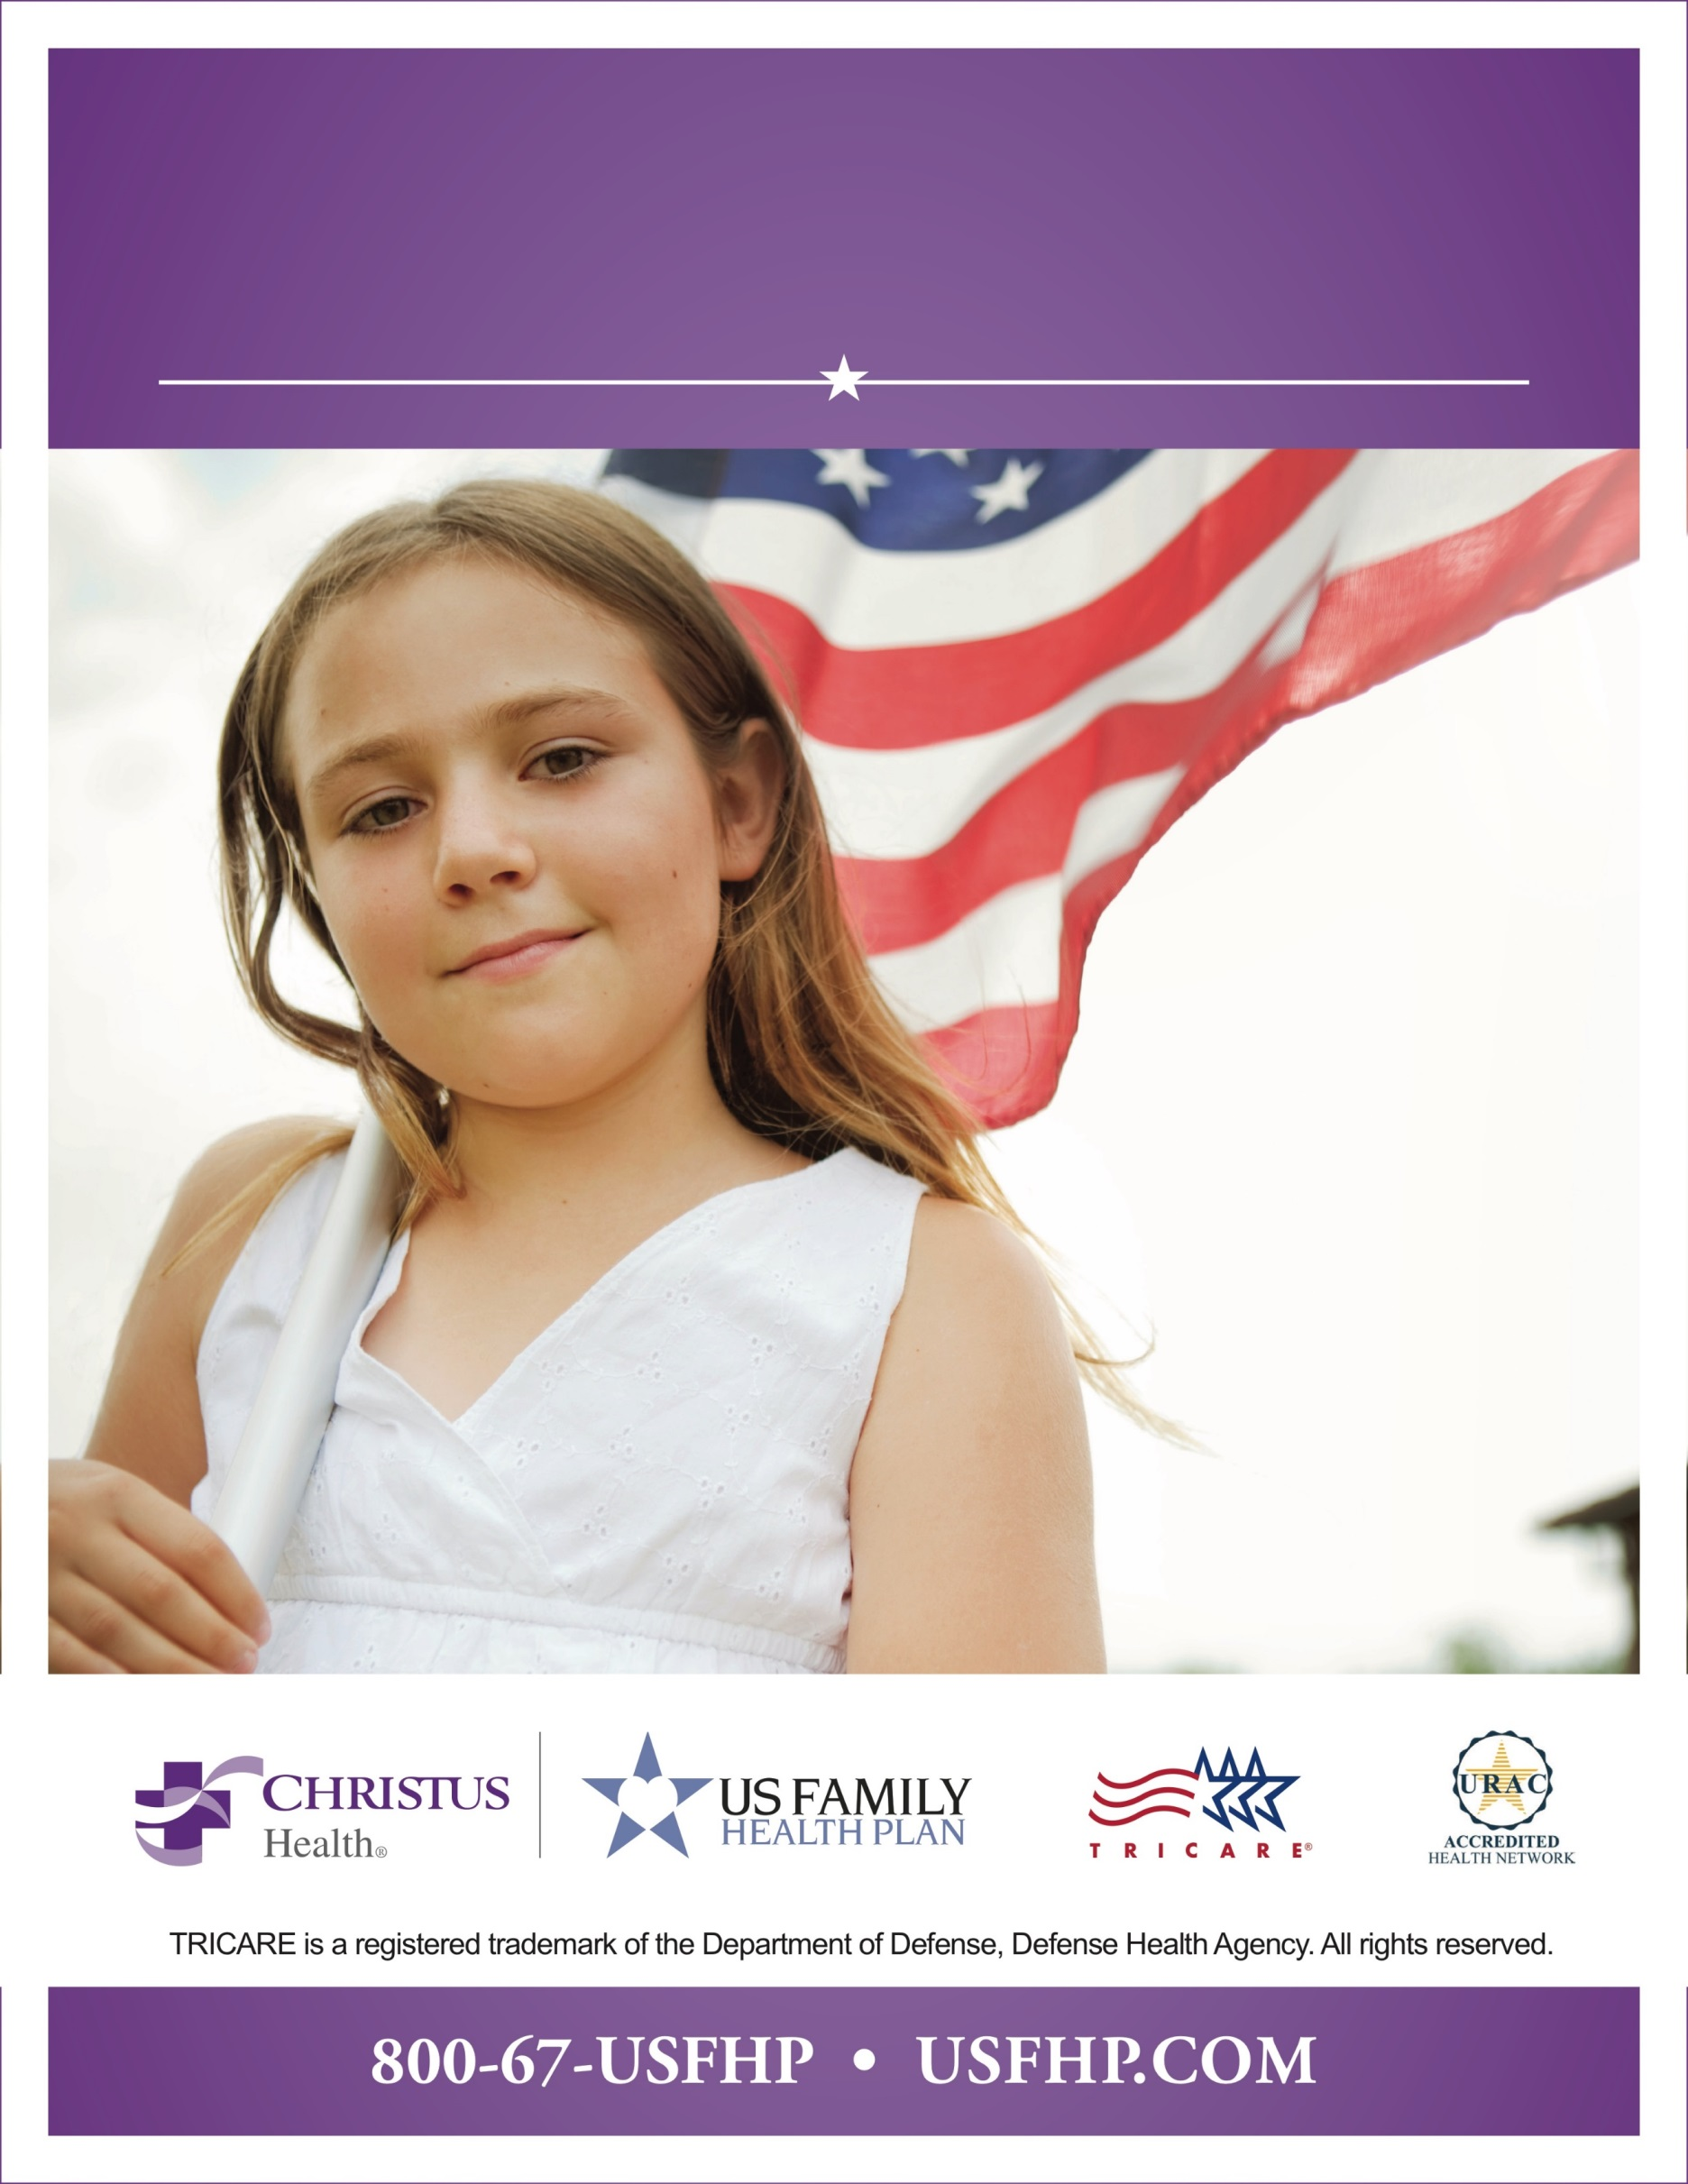 CHRISTUS
Health®
US FAMILY
HEALTH PLAN
TRICARE®
URAC
ACCREDITED
HEALTH NETWORK
TRICARE is a registered trademark of the Department of Defense, Defense Health Agency. All rights reserved.
800-67-USFHP • USFHP.COM